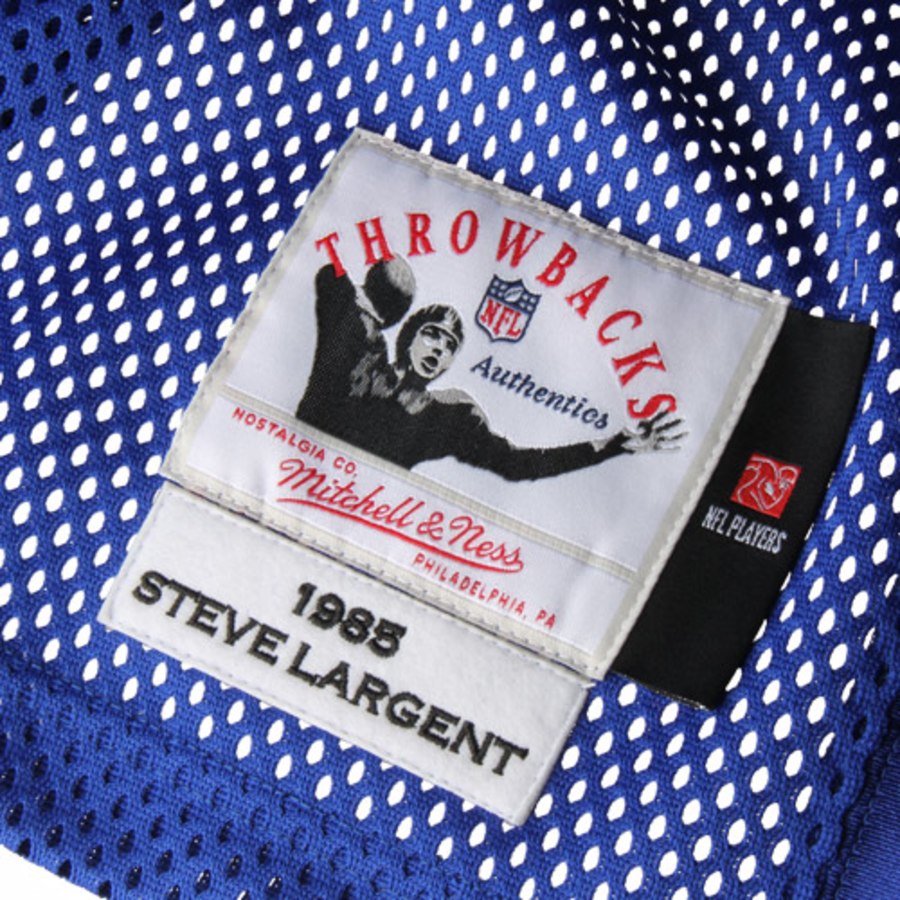 THROWBACKS
NFL
Authentics
NOSTALGIA CO.
Mitchell & Ness
PHILADELPHIA, PA
NFL PLAYERS
1985
STEVE LARGENT